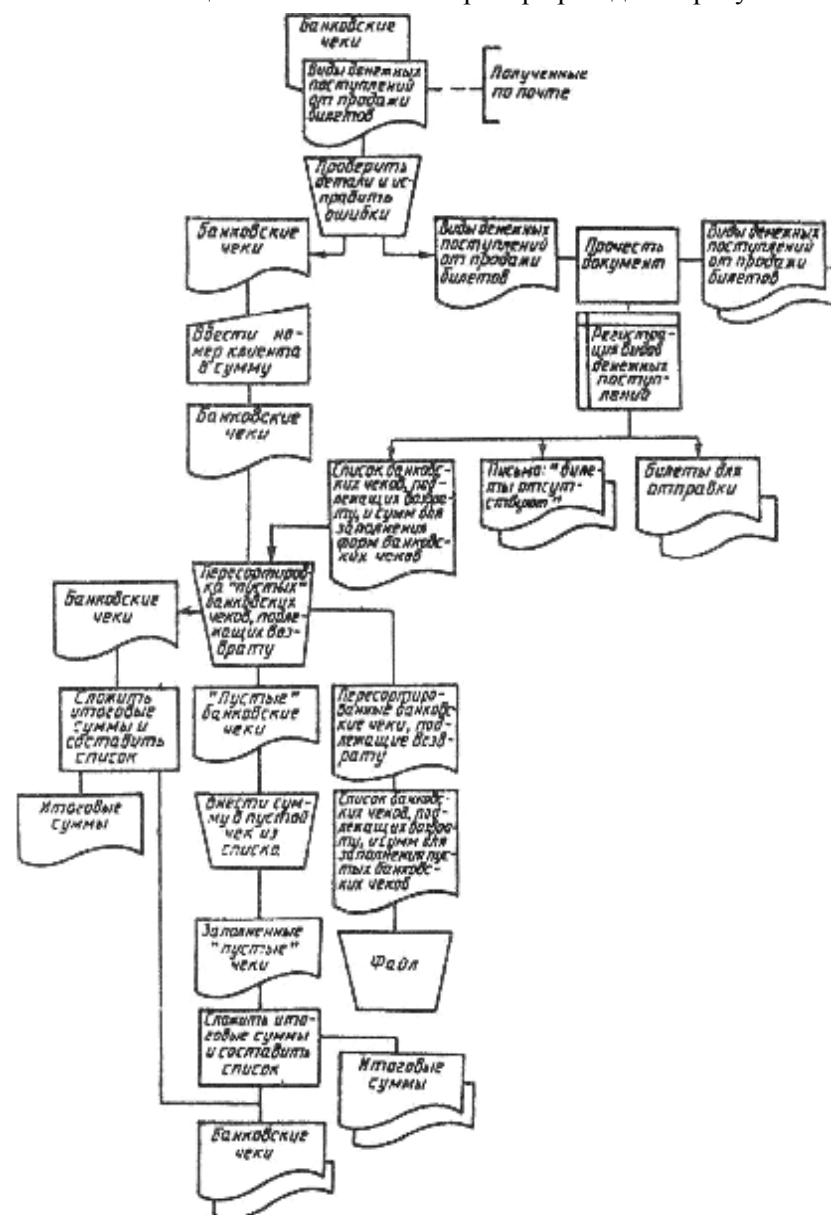 Банковские
чеки
Виды денежных
поступлений
от продажи
билетов
Полученные
по почте
Проверить
детали и ис-
править
ошибки
Банковские
чеки
Виды денежных
поступлений
от продажи
билетов
Прочесть
документ
Виды денежных
поступлений
от продажи
билетов
Ввести но-
мер клиента
в сумму
Регистра-
ция видов
денежных
поступ-
лений
Банковские
чеки
Список банковс-
ких чеков, под-
лежащих возвра-
ту, и сумм для
заполнения
форм банковс-
ких чеков
Письма: "биле-
ты отсут-
ствуют"
Билеты для
отправки
Пересортиров-
ка "пустых"
банковских
чеков, подле-
жащих воз-
врату
Банковские
чеки
Сложить
итоговые
суммы и
составить
список
"Пустые"
банковские
чеки
Пересортиро-
ванные банковс-
кие чеки, под-
лежащие возв-
рату
Итоговые
суммы
Внести сум-
му в пустой
чек из
списка
Список банковс-
ких чеков, под-
лежащих возвра-
ту, и сумм для
заполнения пус-
тых банковс-
ких чеков
Заполненные
"пустые"
чеки
Файл
Сложить ито-
говые суммы
и составить
список
Итоговые
суммы
Банковские
чеки